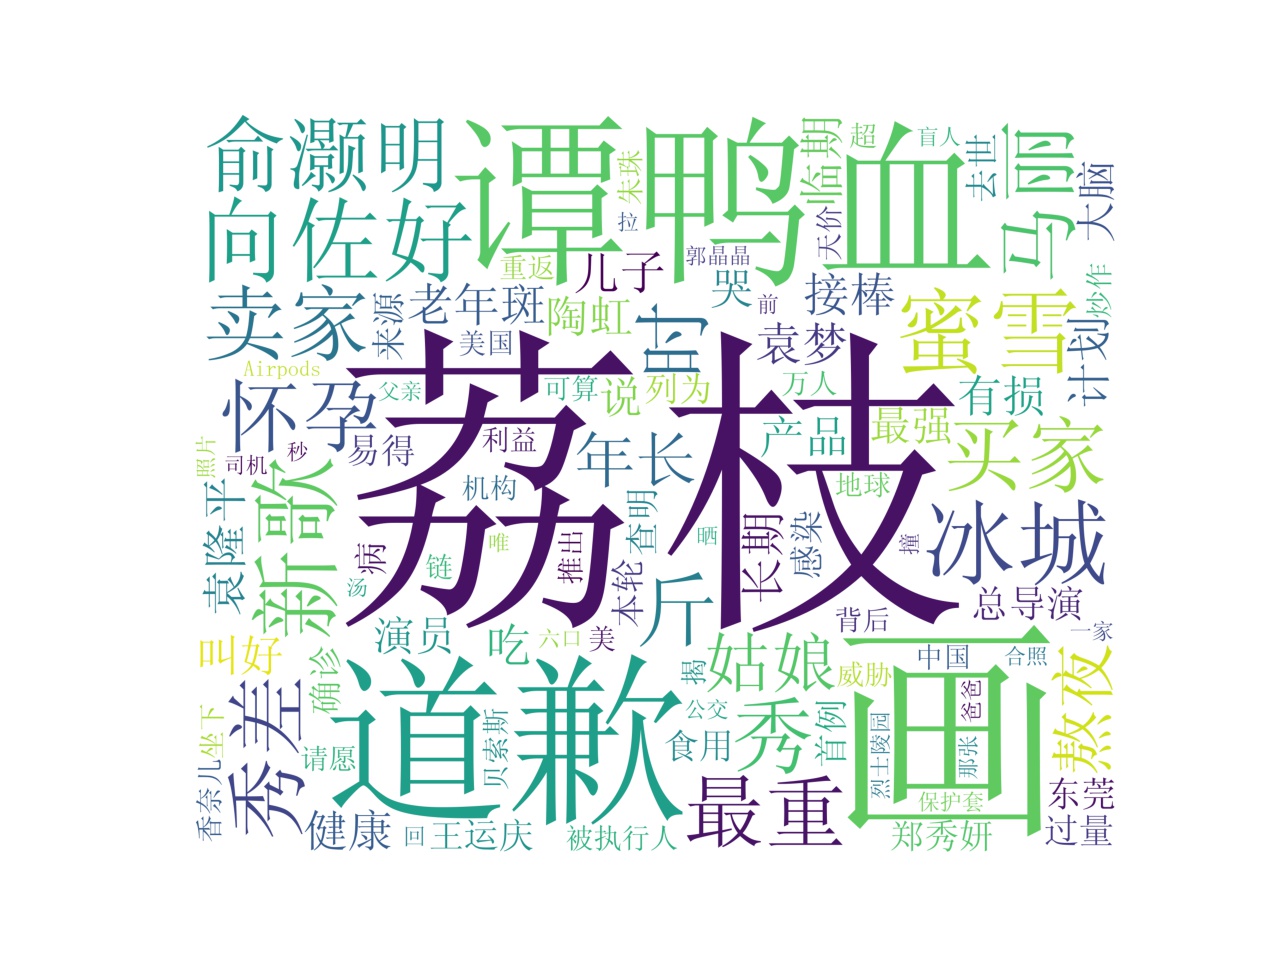 俞灏明
谭鸭血
临期
超
盲人
去世
马丽
大脑
朱珠
拉
天价
向佐好
重返
儿子
郭晶晶
哭
前
接棒
炒作
卖家
来源
老年斑
陶虹
时
袁梦
蜜雪
计划
美国
Airpods
父亲
荔枝
可算
说
列为
万人
有损
怀孕
易得
利益
年长
产品
最强
买家
照片
司机
秒
新歌
机构
查明
地球
袁隆平
病
链
唯
推出
本轮
晒
长期
感染
撞
冰城
汤
斤
总导演
叫好
确诊
演员
吃
六口
美
背后
一家
中国
合照
姑娘
揭
威胁
画
熬夜
秀差
道歉
公交
秀
首例
爸爸
那张
烈士陵园
坐下
请愿
贝索斯
食用
香奈儿
最重
保护套
东莞
健康
回
王运庆
被执行人
郑秀妍
过量